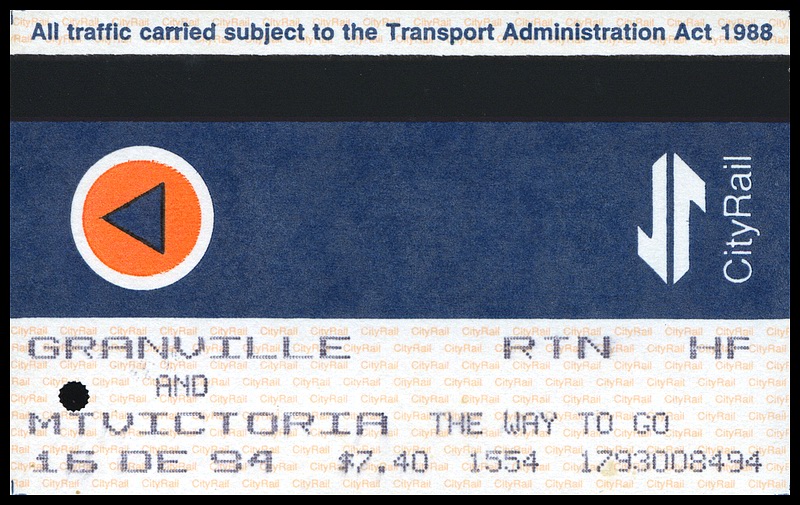 All traffic carried subject to the Transport Administration Act 1988
CityRail
GRANVILLE RTN HF
AND
MTVICTORIA THE WAY TO GO
16 DE 94 $7.40 1554 1793008494